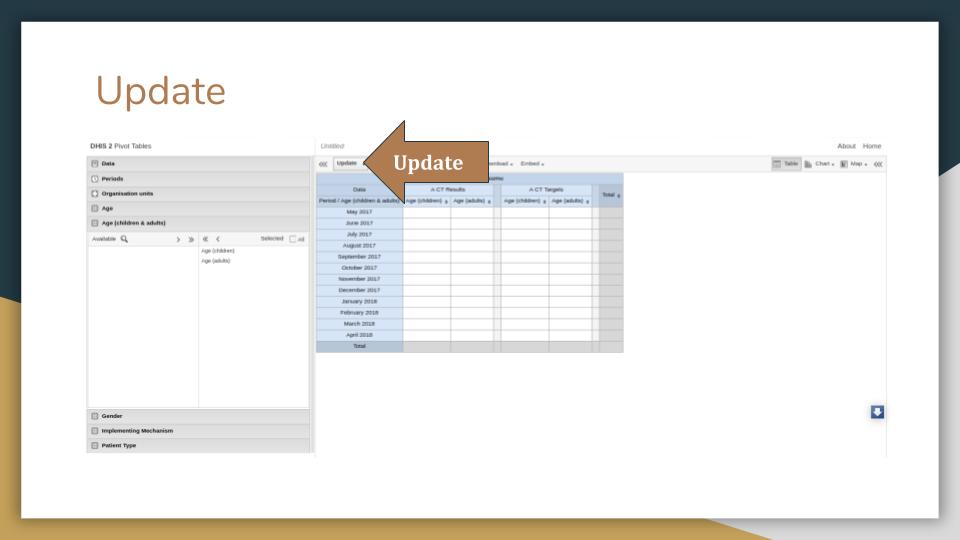 Update
DHIS 2 Pivot Tables
Untitled
About Home
Data
Update
Update
Embed
Table Chart Map
Periods
Organisation units
Age
Age (children & adults)
Available
Selected All
Age (children)
Age (adults)
Gender
Implementing Mechanism
Patient Type
Data A CT Results A CT Targets Total
Period / Age (children & adults) Age (children) Age (adults) Age (children) Age (adults)
May 2017
June 2017
July 2017
August 2017
September 2017
October 2017
November 2017
December 2017
January 2018
February 2018
March 2018
April 2018
Total